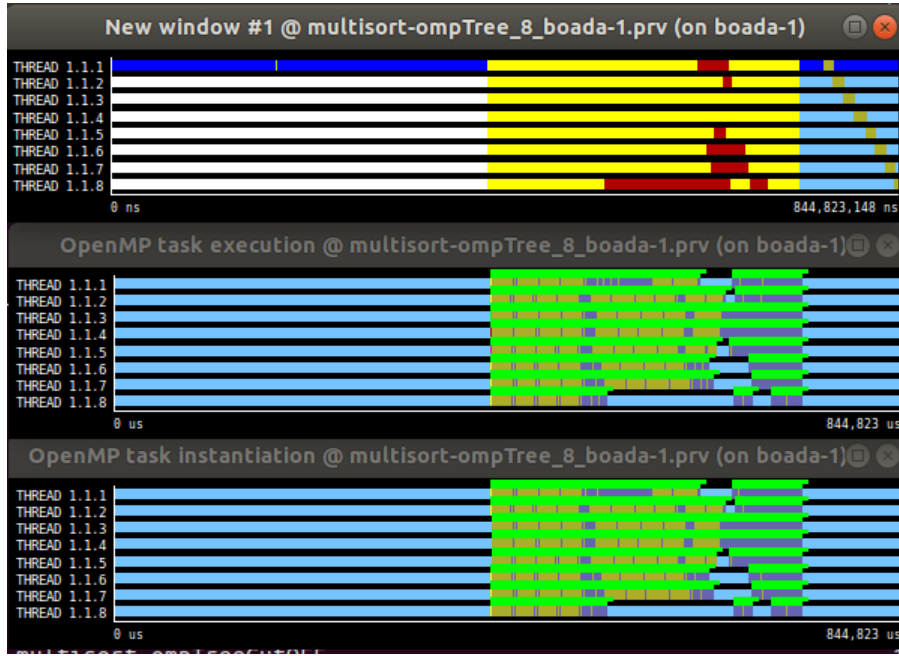 New window #1 @ multisort-ompTree_8_boada-1.prv (on boada-1)
THREAD 1.1.1
THREAD 1.1.2
THREAD 1.1.3
THREAD 1.1.4
THREAD 1.1.5
THREAD 1.1.6
THREAD 1.1.7
THREAD 1.1.8
0 ns 844,823,148 ns
OpenMP task execution @ multisort-ompTree_8_boada-1.prv (on boada-1)
THREAD 1.1.1
THREAD 1.1.2
THREAD 1.1.3
THREAD 1.1.4
THREAD 1.1.5
THREAD 1.1.6
THREAD 1.1.7
THREAD 1.1.8
0 us 844,823 us
OpenMP task instantiation @ multisort-ompTree_8_boada-1.prv (on boada-1)
THREAD 1.1.1
THREAD 1.1.2
THREAD 1.1.3
THREAD 1.1.4
THREAD 1.1.5
THREAD 1.1.6
THREAD 1.1.7
THREAD 1.1.8
0 us 844,823 us